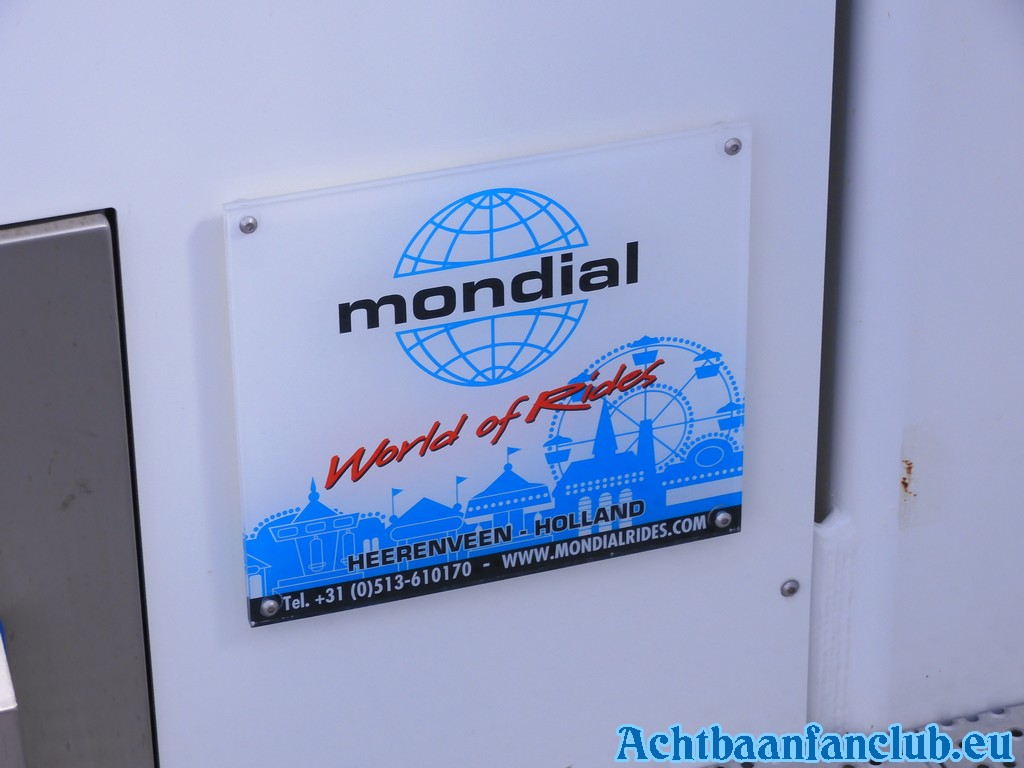 mondial
World of Rides
HEERENVEEN - HOLLAND
Tel. +31 (0)513-610170 - WWW.MONDIALRIDES.COM
Achtbaanfanclub.eu